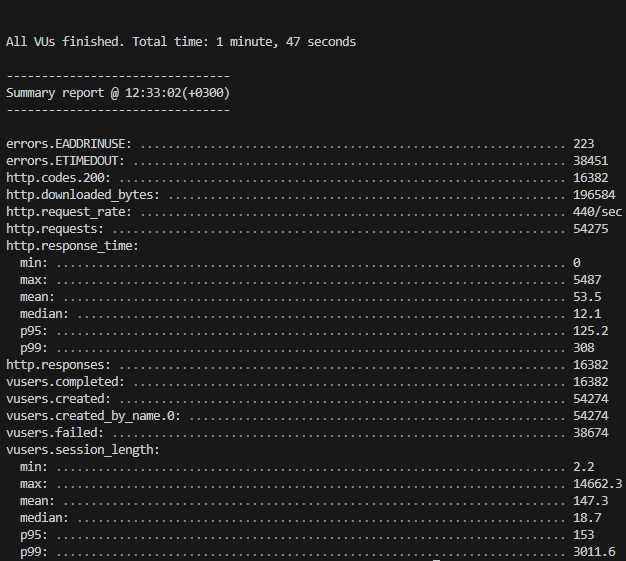 All VUs finished. Total time: 1 minute, 47 seconds
--------------------------------
Summary report @ 12:33:02(+0300)
--------------------------------
errors.EADDRINUSE: ............................................................. 223
errors.ETIMEDOUT: .............................................................. 38451
http.codes.200: ................................................................ 16382
http.downloaded_bytes: ......................................................... 196584
http.request_rate: ............................................................. 440/sec
http.requests: ................................................................. 54275
http.response_time:
  min: ......................................................................... 0
  max: ......................................................................... 5487
  mean: ........................................................................ 53.5
  median: ...................................................................... 12.1
  p95: ......................................................................... 125.2
  p99: ......................................................................... 308
http.responses: ................................................................ 16382
vusers.completed: .............................................................. 16382
vusers.created: ................................................................ 54274
vusers.created_by_name.0: ...................................................... 54274
vusers.failed: ................................................................. 38674
vusers.session_length:
  min: ......................................................................... 2.2
  max: ......................................................................... 14662.3
  mean: ........................................................................ 147.3
  median: ...................................................................... 18.7
  p95: ......................................................................... 153
  p99: ......................................................................... 3011.6